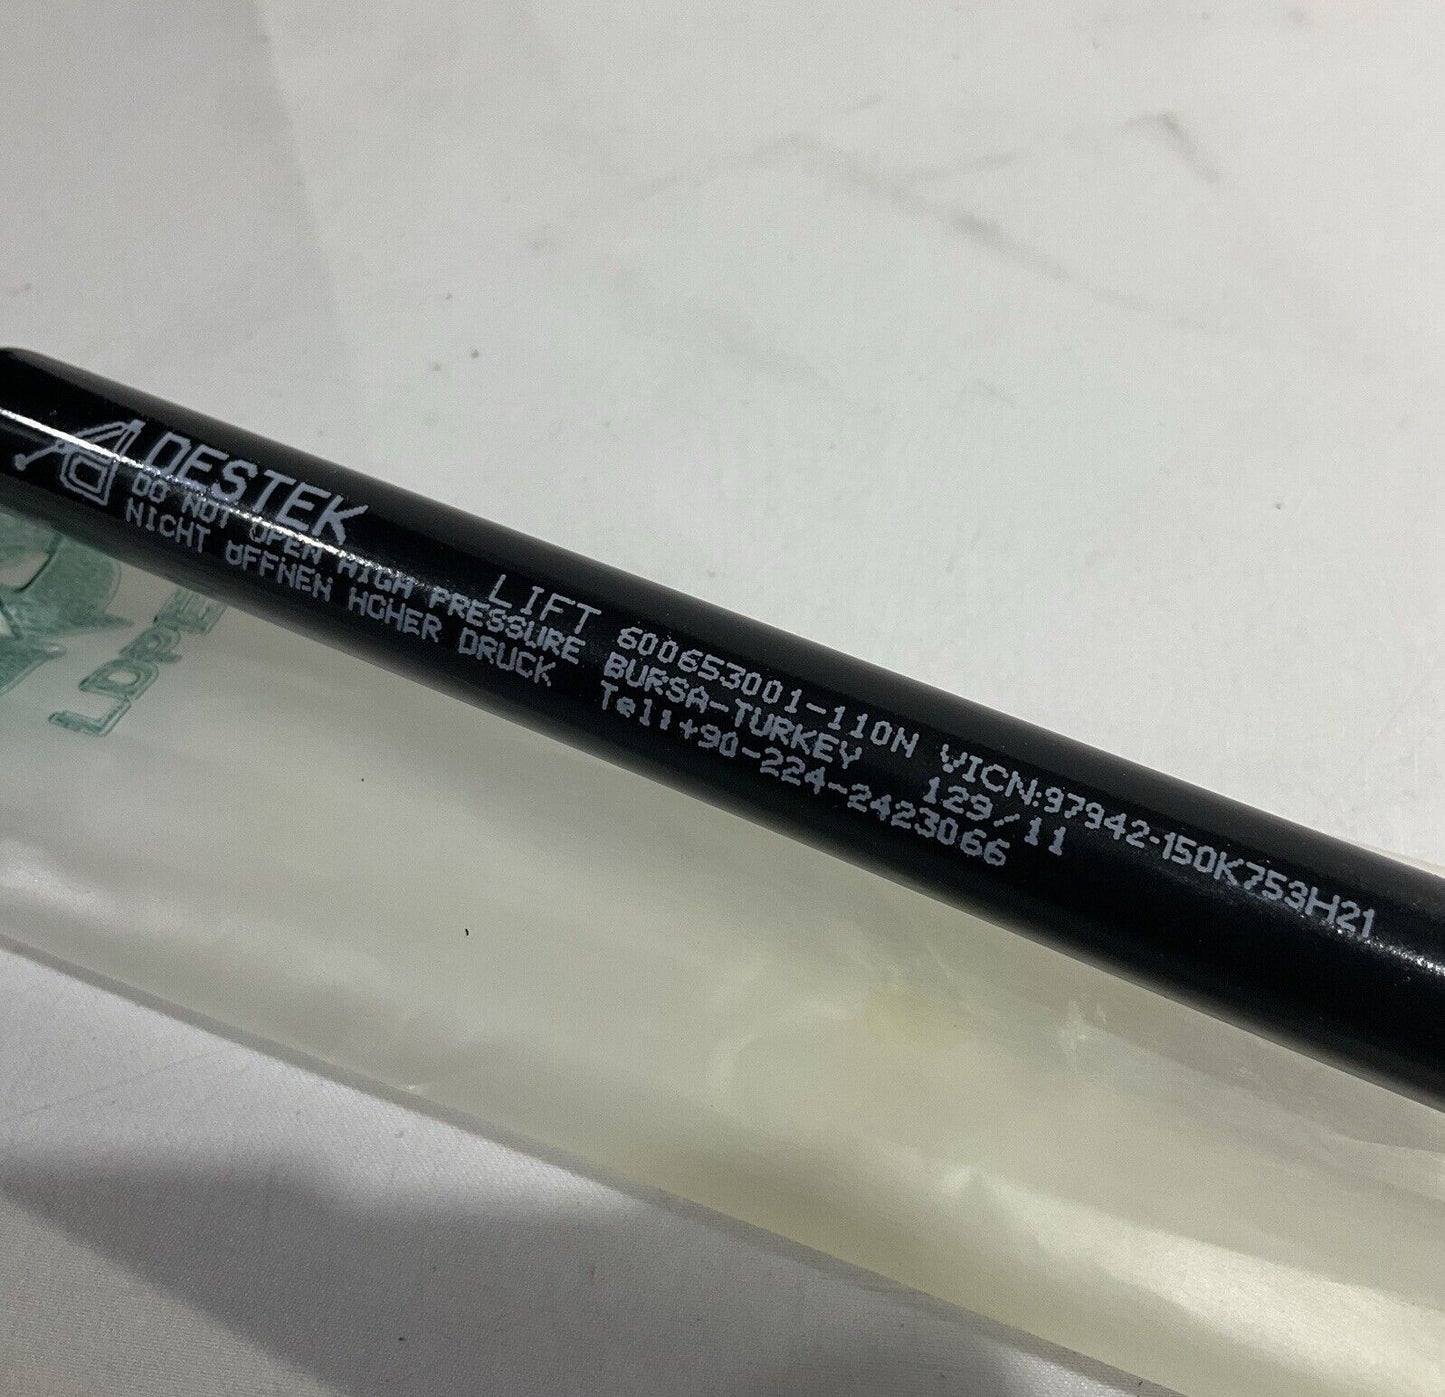 DESTEK
LIFT 600653001-110N VICN:97942-150K753H21
DO NOT OPEN HIGH PRESSURE BURSA-TURKEY 129/11
NICHT ÖFFNEN HOHER DRUCK Tel:+90-224-2423066
LDPE